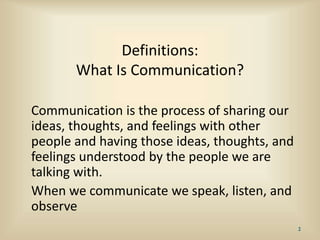 Definitions:
What Is Communication?
Communication is the process of sharing our
ideas, thoughts, and feelings with other
people and having those ideas, thoughts, and
feelings understood by the people we are
talking with.
When we communicate we speak, listen, and
observe